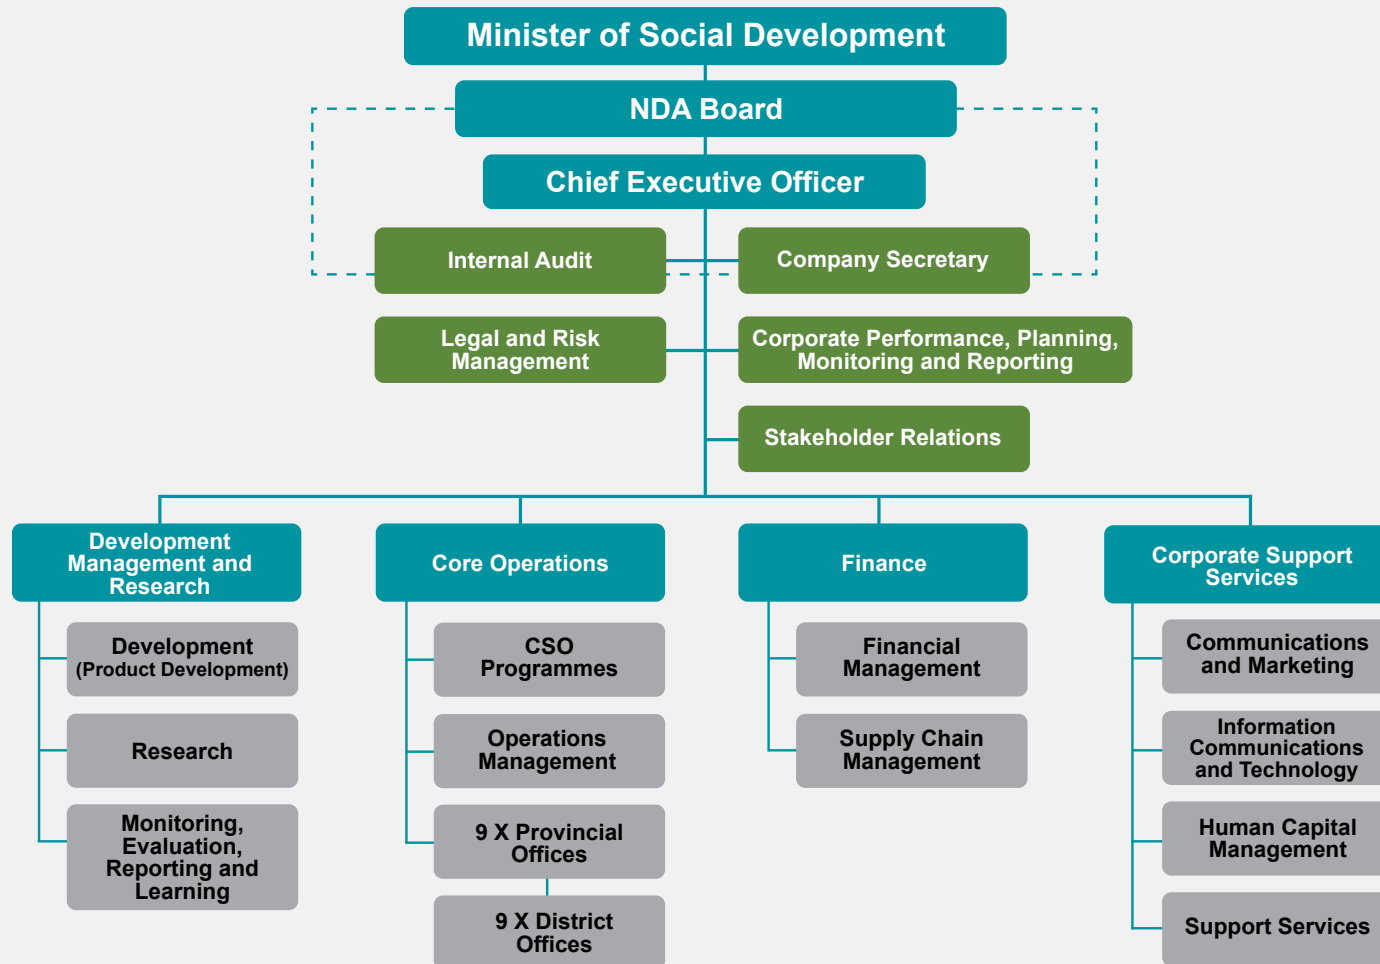 Minister of Social Development
NDA Board
Chief Executive Officer
Internal Audit
Company Secretary
Legal and Risk
Management
Corporate Performance, Planning,
Monitoring and Reporting
Stakeholder Relations
Development
Management and
Research
Development
(Product Development)
Research
Monitoring,
Evaluation,
Reporting and
Learning
Core Operations
CSO
Programmes
Operations
Management
9 X Provincial
Offices
9 X District
Offices
Finance
Financial
Management
Supply Chain
Management
Corporate Support
Services
Communications
and Marketing
Information
Communications
and Technology
Human Capital
Management
Support Services